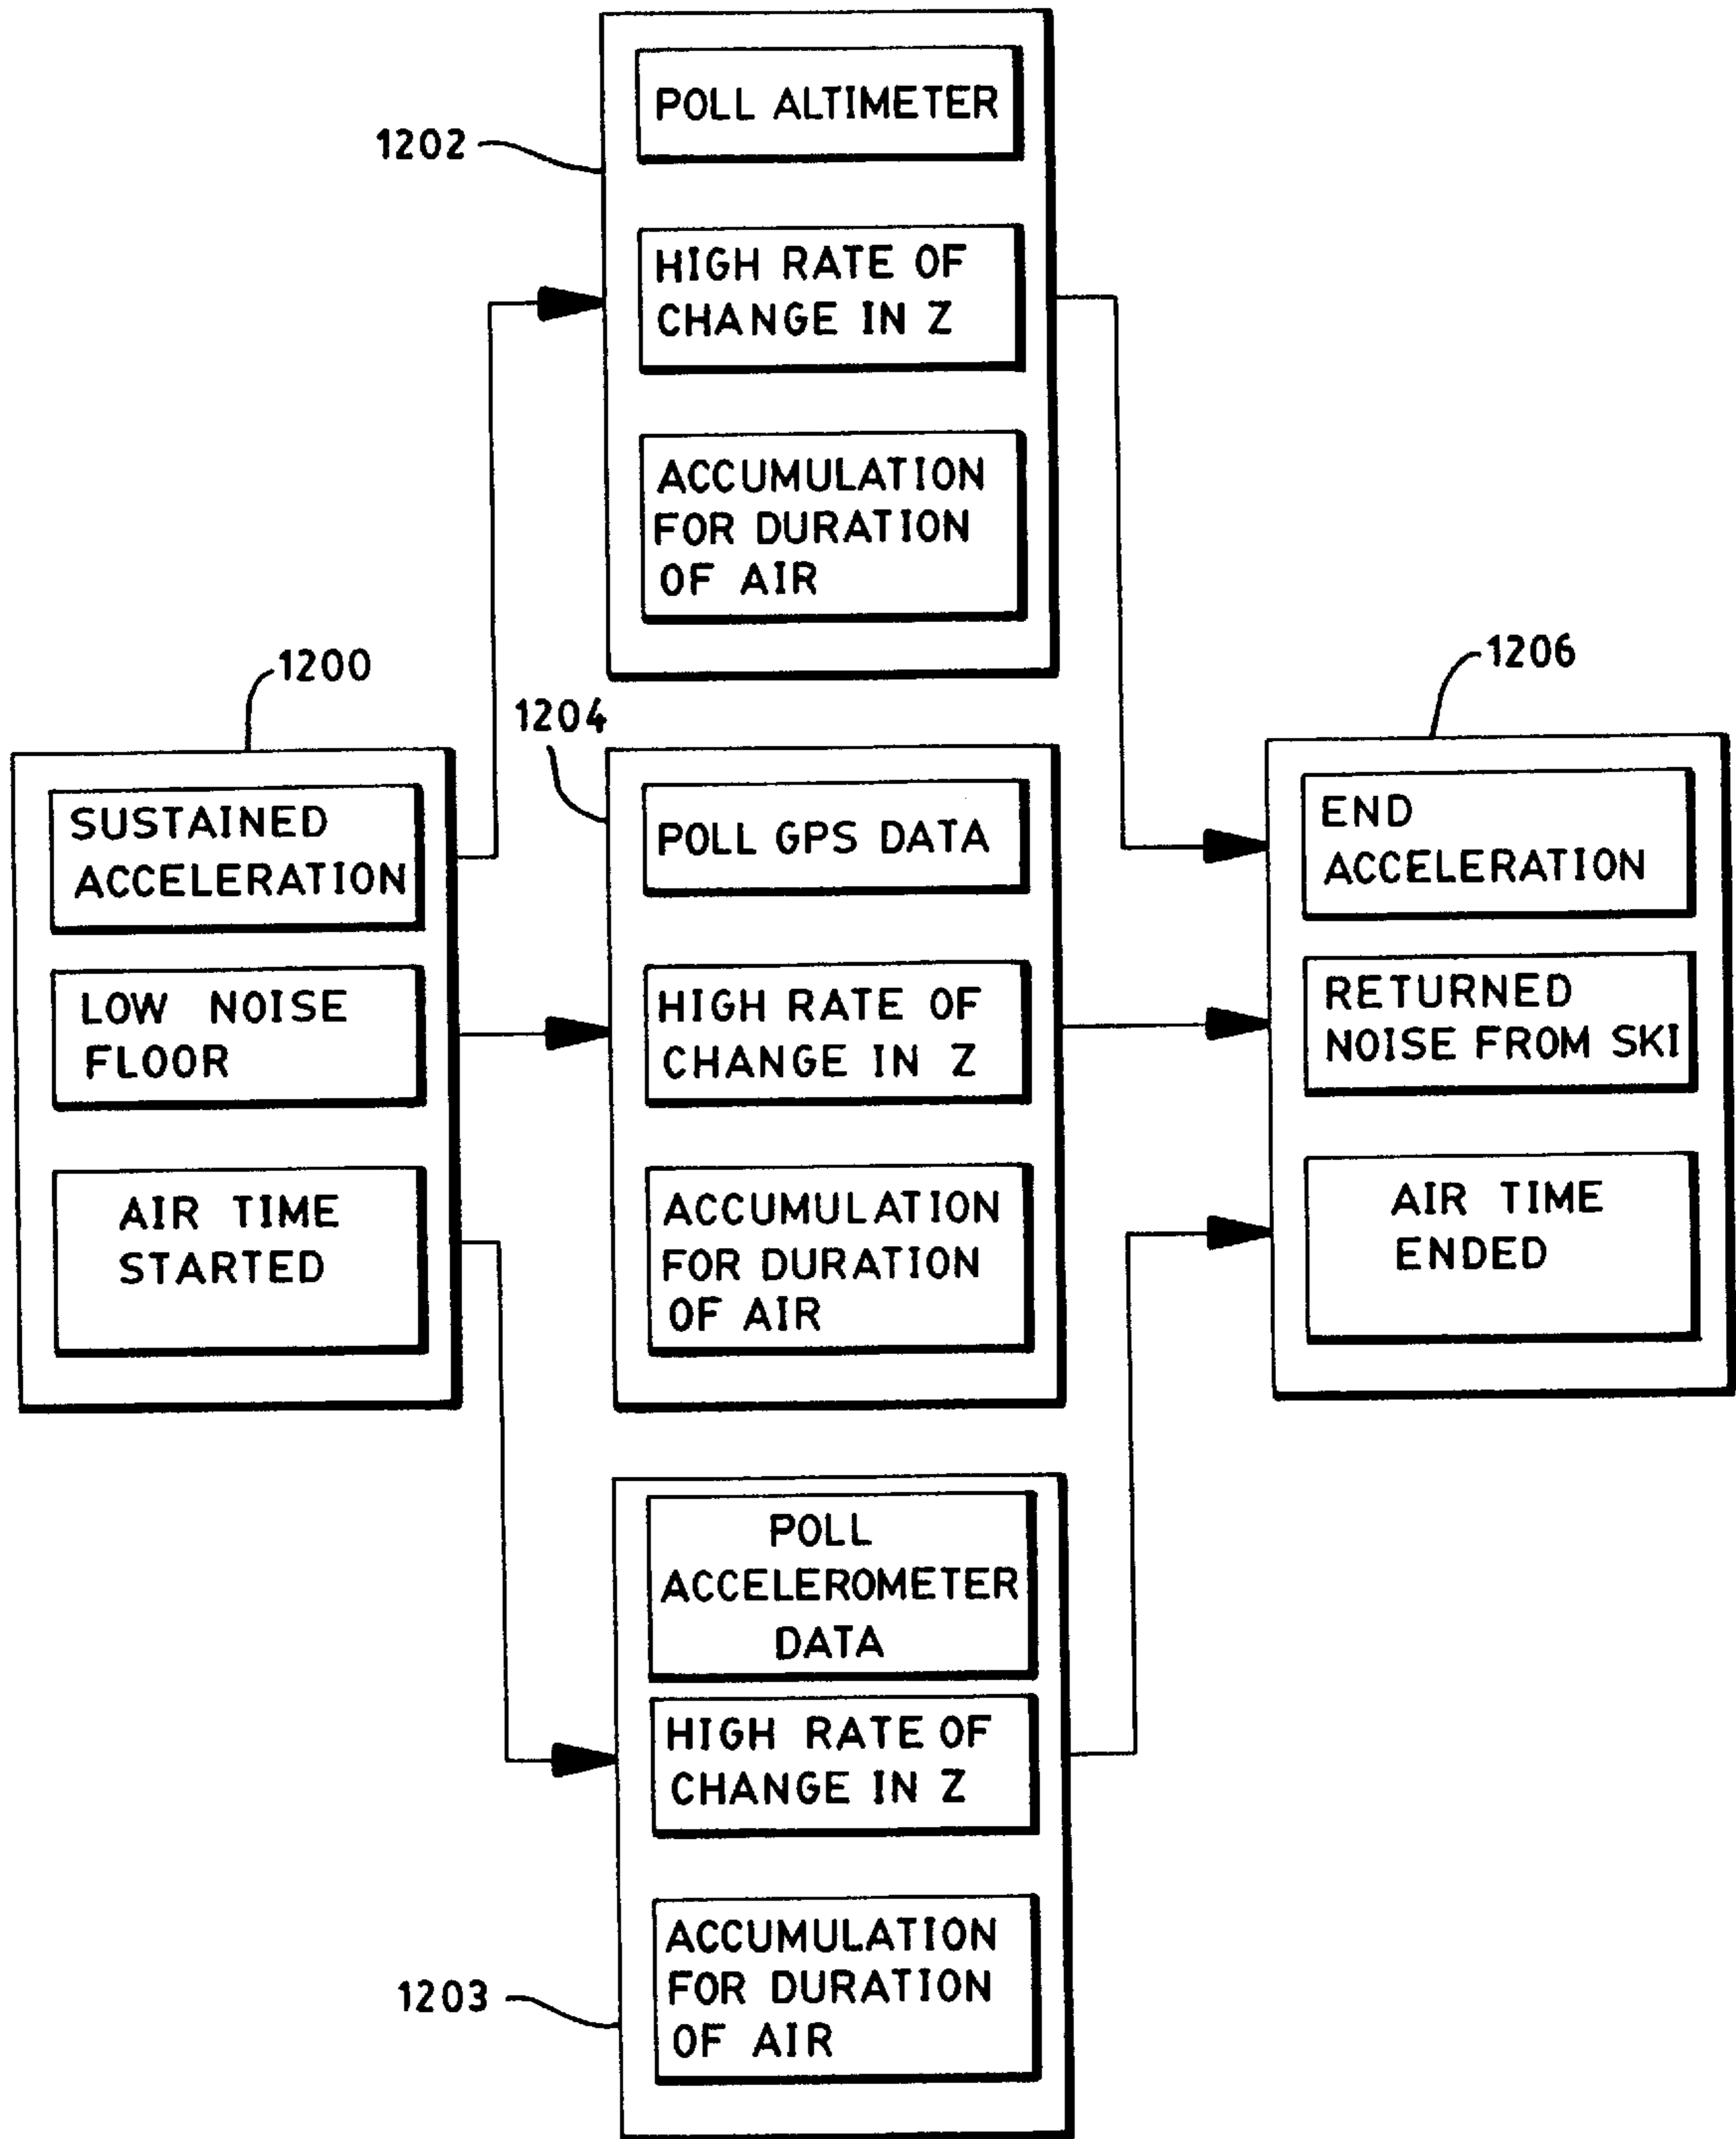 1202
POLL ALTIMETER
HIGH RATE OF
CHANGE IN Z
ACCUMULATION
FOR DURATION
OF AIR
1200
SUSTAINED
ACCELERATION
LOW NOISE
FLOOR
AIR TIME
STARTED
1204
POLL GPS DATA
HIGH RATE OF
CHANGE IN Z
ACCUMULATION
FOR DURATION
OF AIR
1206
END
ACCELERATION
RETURNED
NOISE FROM SKI
AIR TIME
ENDED
1203
POLL
ACCELEROMETER
DATA
HIGH RATE OF
CHANGE IN Z
ACCUMULATION
FOR DURATION
OF AIR